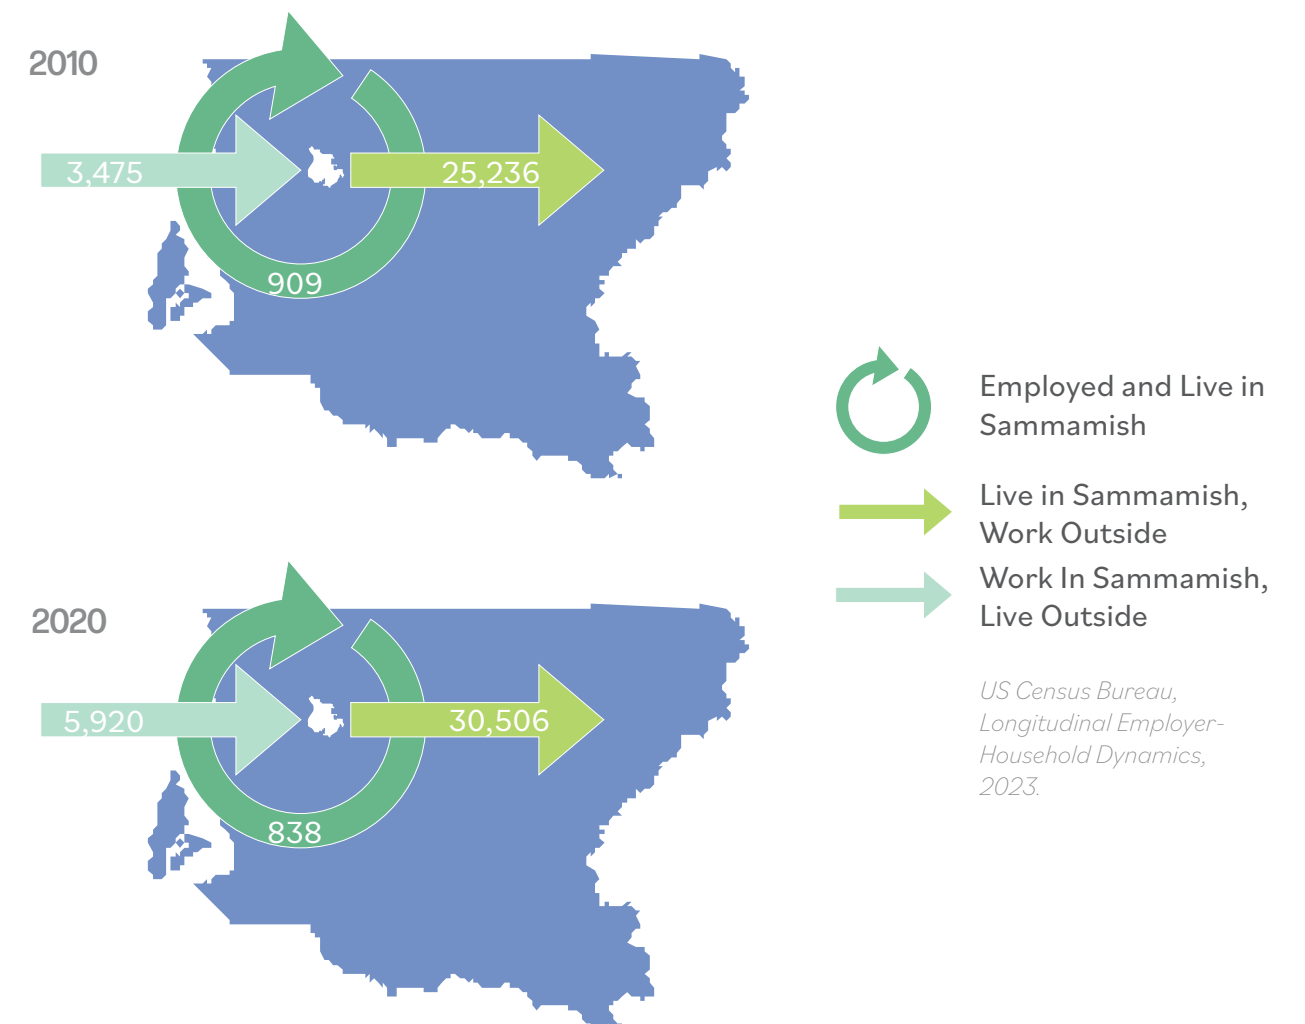 2010
3,475
25,236
909
Employed and Live in
Sammamish
Live in Sammamish,
Work Outside
Work In Sammamish,
Live Outside
2020
5,920
30,506
838
US Census Bureau,
Longitudinal Employer-
Household Dynamics,
2023.